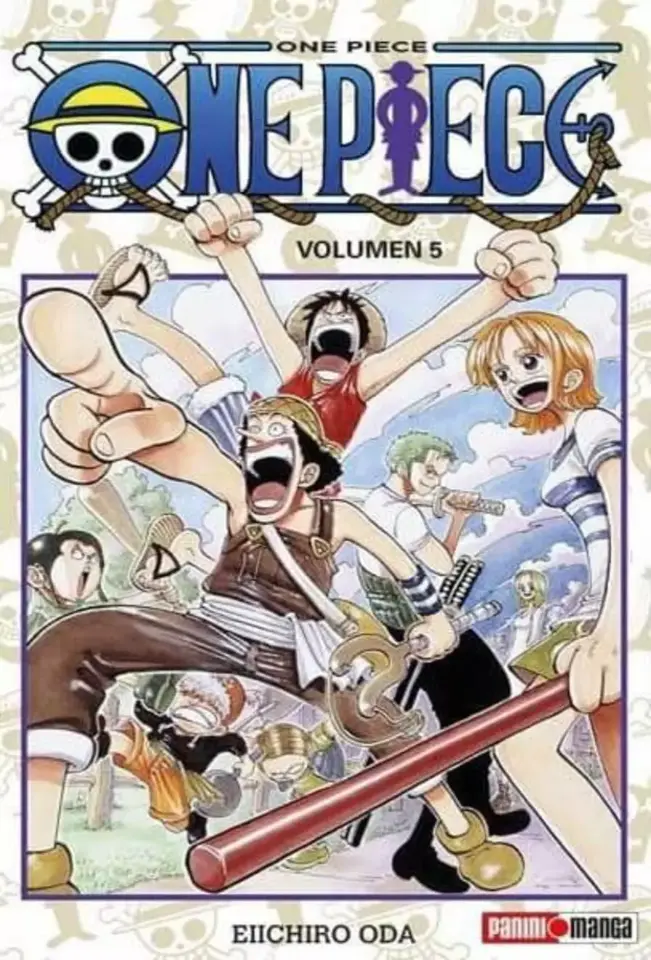 ONE PIECE
ONE PIECE
VOLUMEN 5
EIICHIRO ODA
PANINI manga